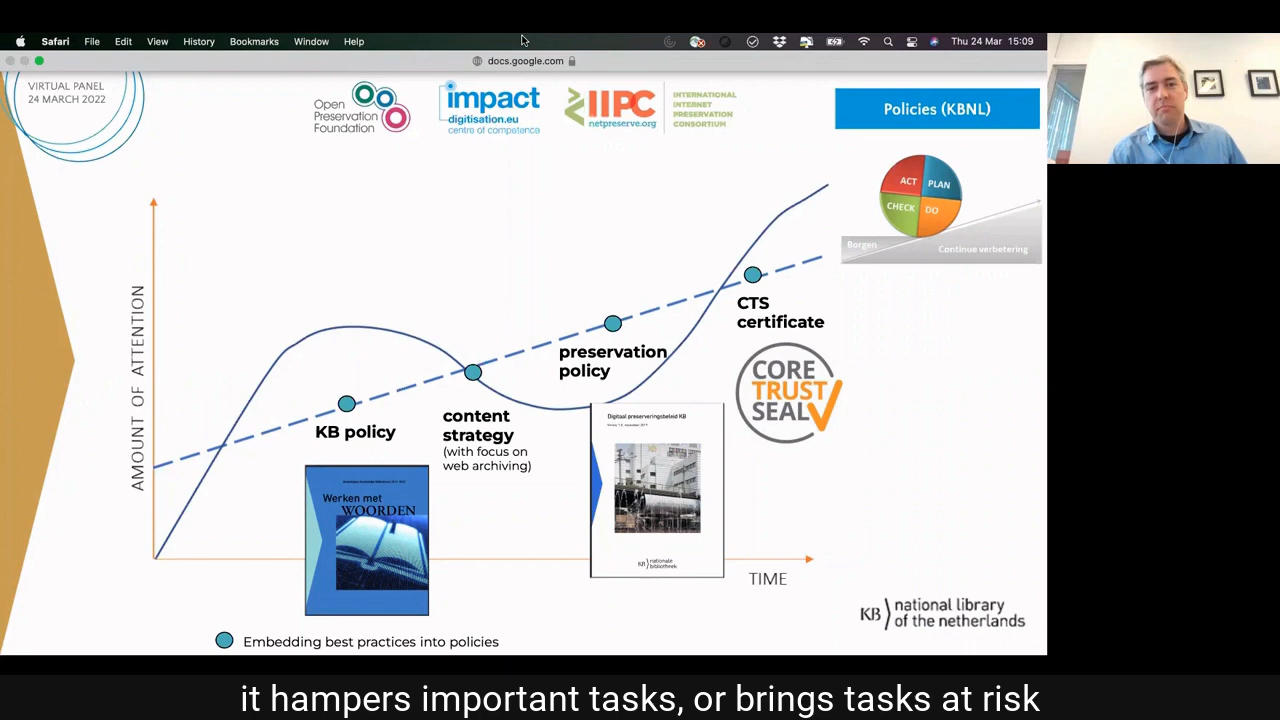 Safari File Edit View History Bookmarks Window Help Thu 24 Mar 15:09
docs.google.com
VIRTUAL PANEL
24 MARCH 2022
Open
Preservation
Foundation
impact
digitisation.eu
centre of competence
IIPC
netpreserve.org
INTERNATIONAL
INTERNET
PRESERVATION
CONSORTIUM
Policies (KBNL)
ACT PLAN
CHECK DO
Borgen
Continue verbetering
AMOUNT OF ATTENTION
CTS
certificate
preservation
policy
CORE
TRUST
SEAL
KB policy
content
strategy
(with focus on
web archiving)
Digitaal preserveringsbeleid KB
Werken met
WOORDEN
KB nationale
bibliotheek
TIME
KB national library
of the netherlands
Embedding best practices into policies
it hampers important tasks, or brings tasks at risk